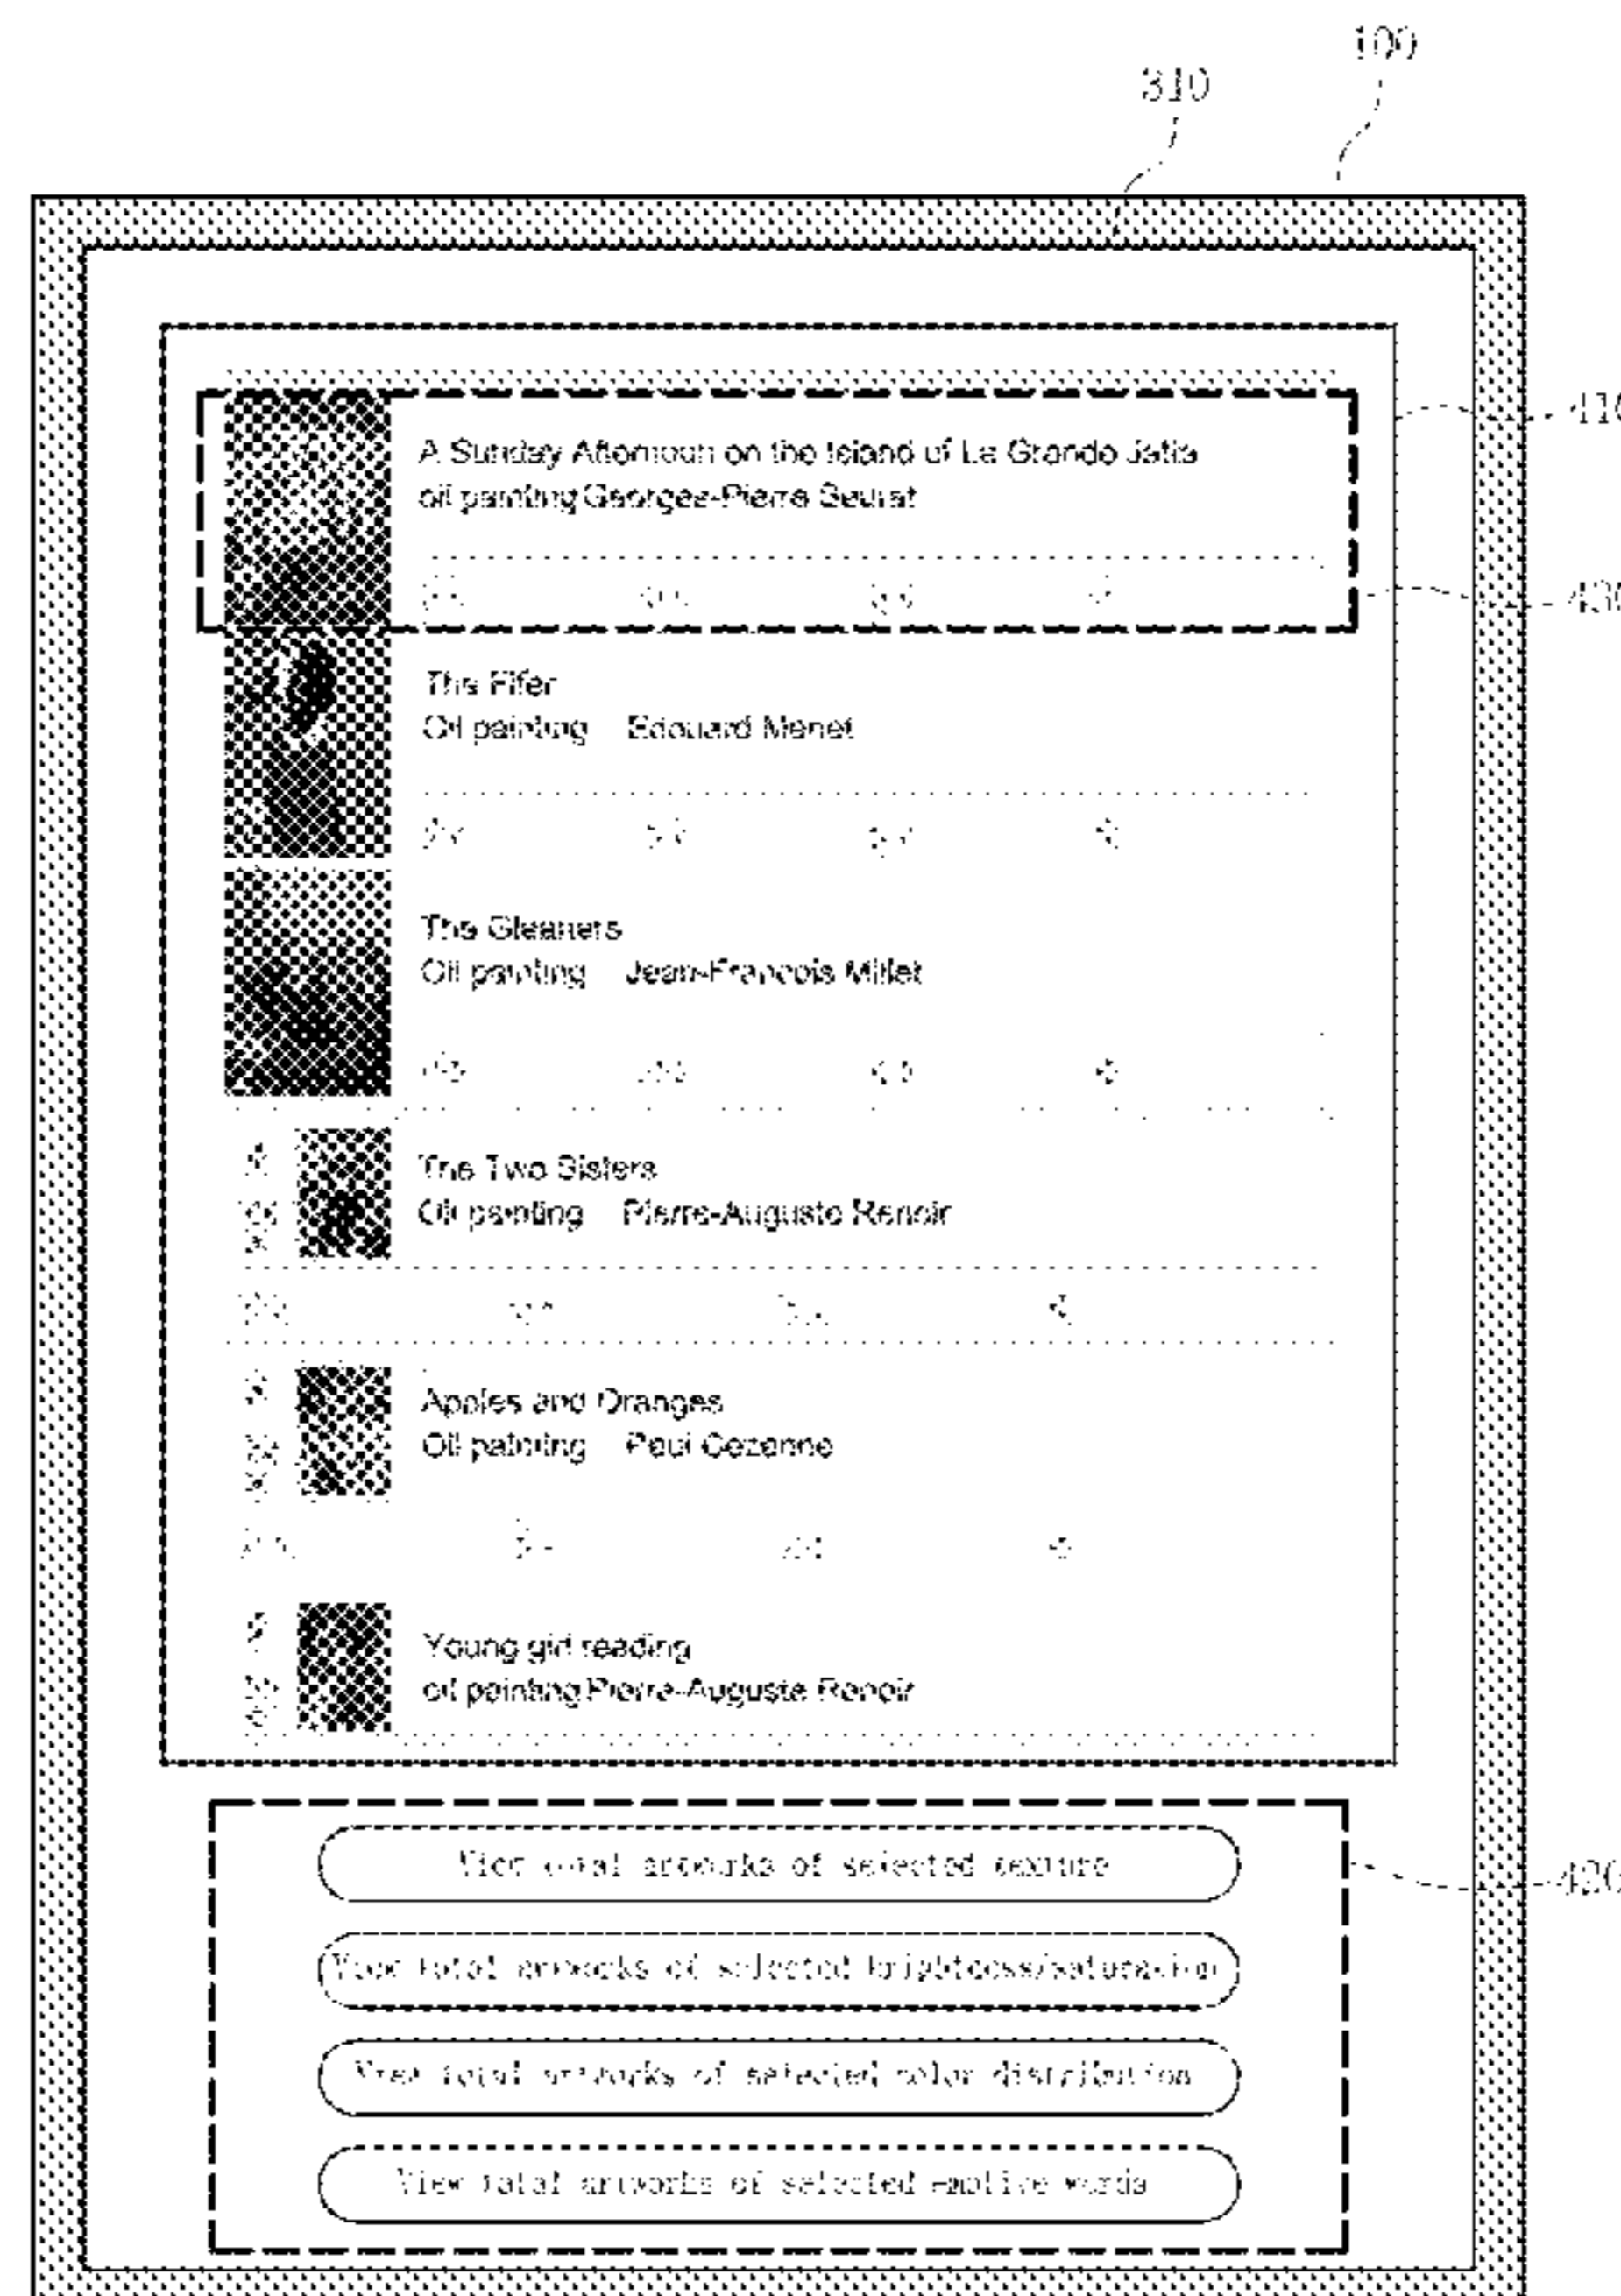 100
310
410
A Sunday Afternoon on the Island of La Grande Jatte
oil painting Georges-Pierre Seurat
430
The Fifer
Oil painting Edouard Manet
The Gleaners
Oil painting Jean-Francois Millet
The Two Sisters
Oil painting Pierre-Auguste Renoir
Apples and Oranges
Oil painting Paul Cezanne
Young girl reading
oil painting Pierre-Auguste Renoir
View total artworks of selected texture
420
View total artworks of selected brightness/saturation
View total artworks of selected color distribution
View total artworks of selected emotive words